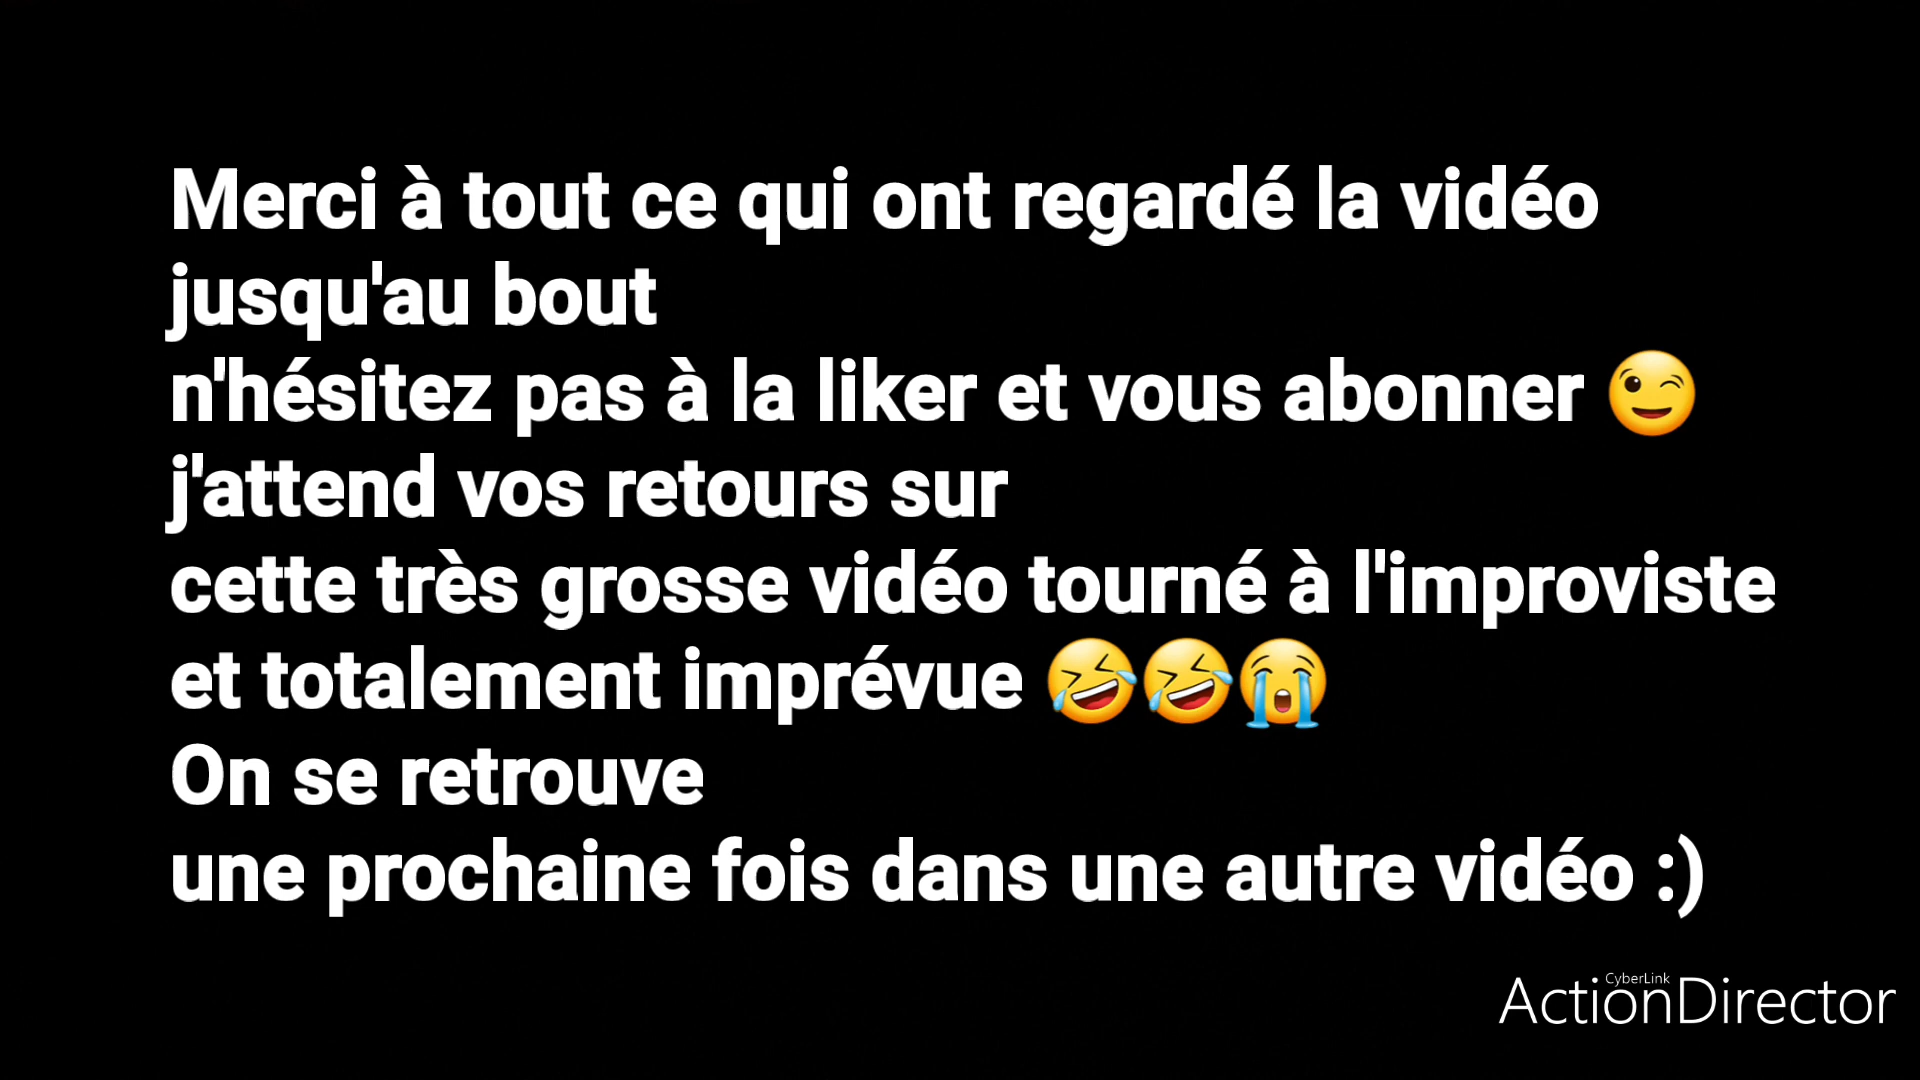 Merci à tout ce qui ont regardé la vidéo
jusqu'au bout
n'hésitez pas à la liker et vous abonner 😉
j'attend vos retours sur
cette très grosse vidéo tourné à l'improviste
et totalement imprévue 🤣🤣😭
On se retrouve
une prochaine fois dans une autre vidéo :)
CyberLink
ActionDirector